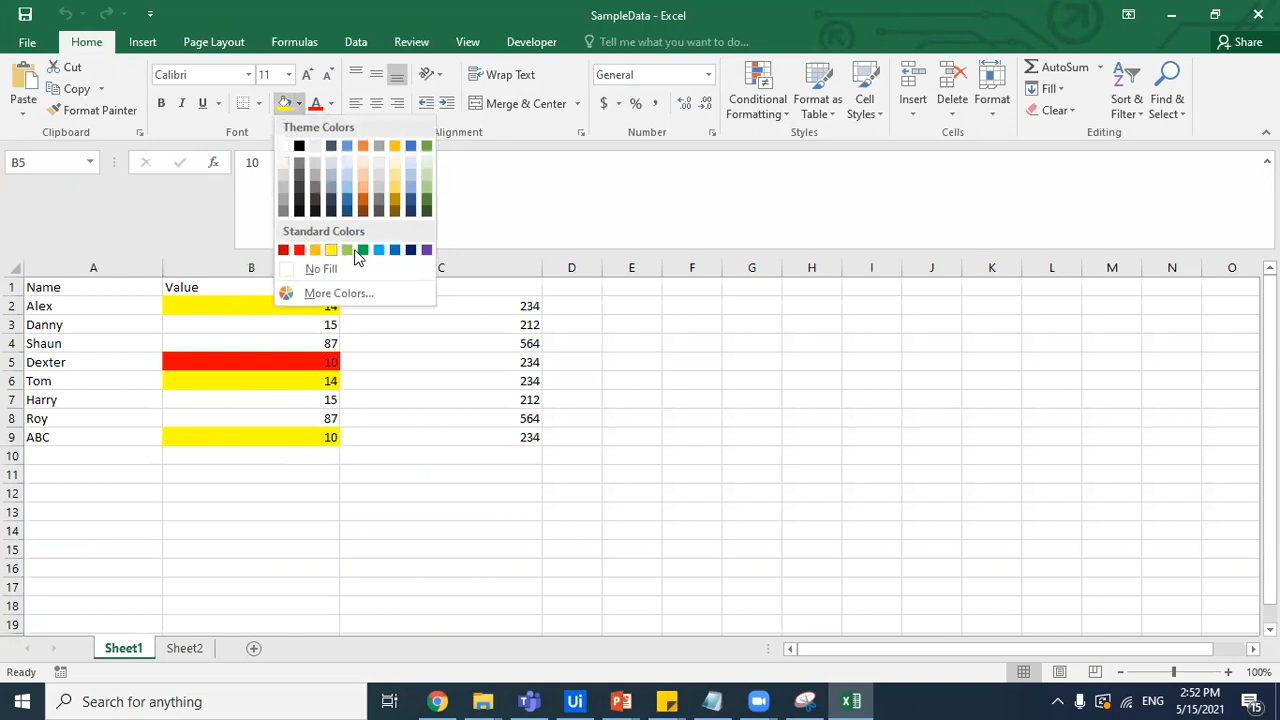 SampleData - Excel
File Home Insert Page Layout Formulas Data Review View Developer Tell me what you want to do... Share
Paste
Cut
Copy
Format Painter
Clipboard
Calibri 11
B I U
Font
Wrap Text
Merge & Center
Alignment
General
$ % ,
Number
Conditional Formatting
Format as Table
Cell Styles
Styles
Insert
Delete
Format
Cells
AutoSum
Fill
Clear
Sort & Filter
Find & Select
Editing
Theme Colors
Standard Colors
No Fill
More Colors...
B5 fx 10
A B C D E F G H I J K L M N O
1 Name Value
2 Alex 14 234
3 Danny 15 212
4 Shaun 87 564
5 Dexter 10 234
6 Tom 14 234
7 Harry 15 212
8 Roy 87 564
9 ABC 10 234
10
11
12
13
14
15
16
17
18
19
Sheet1 Sheet2
Ready 100%
Search for anything
Ui
ENG
2:52 PM
5/15/2021
15